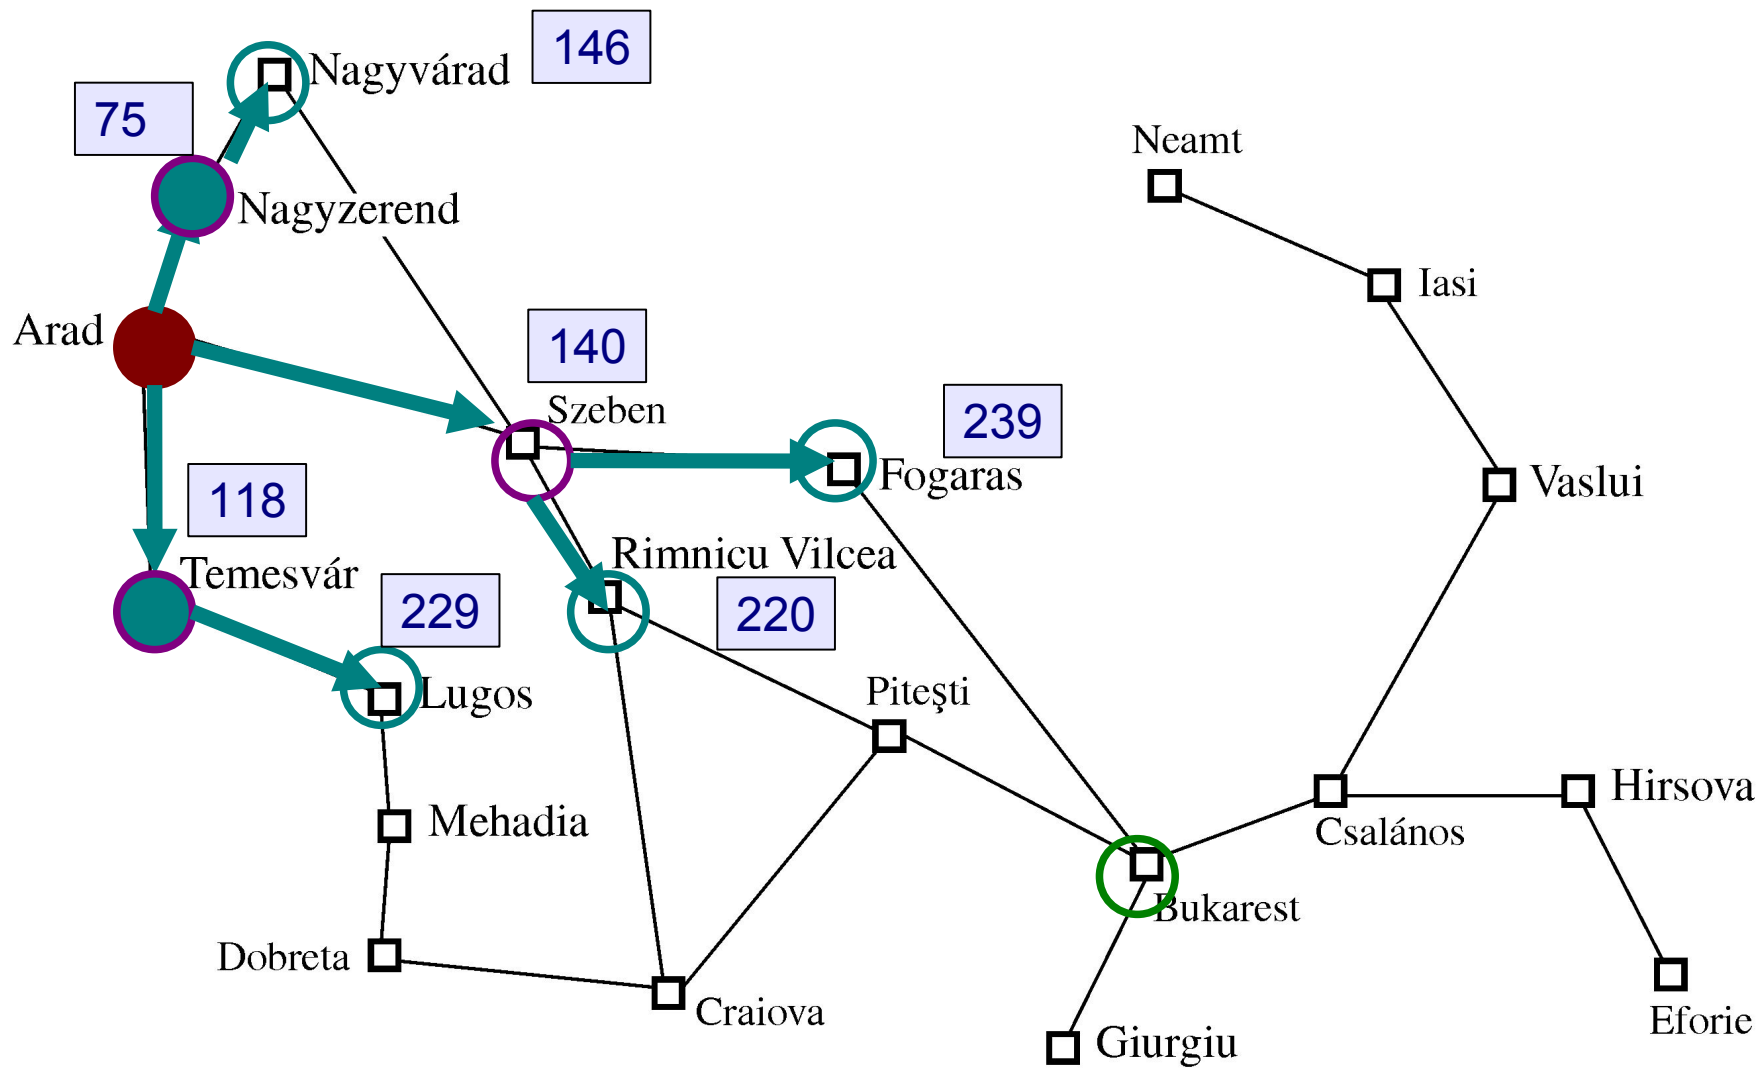 Nagyvárad
146
75
Neamt
Nagyzerend
Iasi
Arad
140
Szeben
239
Fogaras
Vaslui
118
Rimnicu Vilcea
Temesvár
229
220
Lugos
Piteşti
Hirsova
Mehadia
Csalános
Bukarest
Dobreta
Craiova
Eforie
Giurgiu